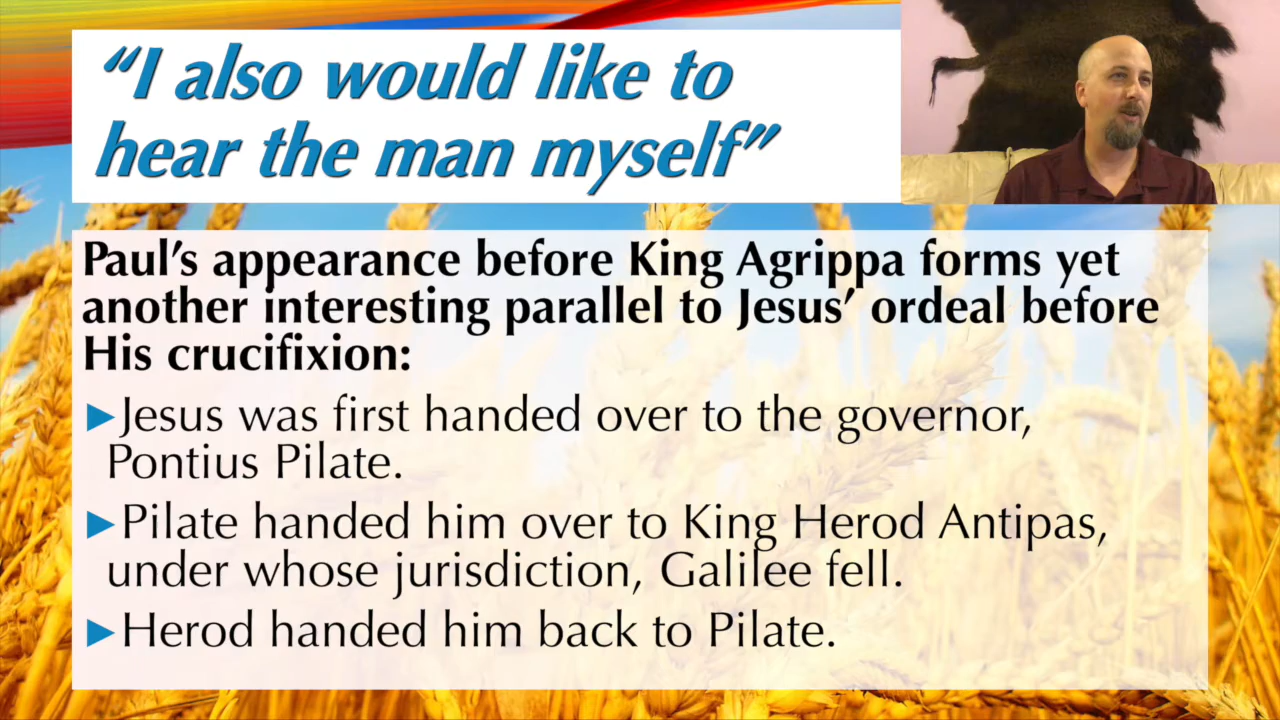 “I also would like to
hear the man myself”
Paul’s appearance before King Agrippa forms yet
another interesting parallel to Jesus’ ordeal before
His crucifixion:
►Jesus was first handed over to the governor,
Pontius Pilate.
►Pilate handed him over to King Herod Antipas,
under whose jurisdiction, Galilee fell.
►Herod handed him back to Pilate.